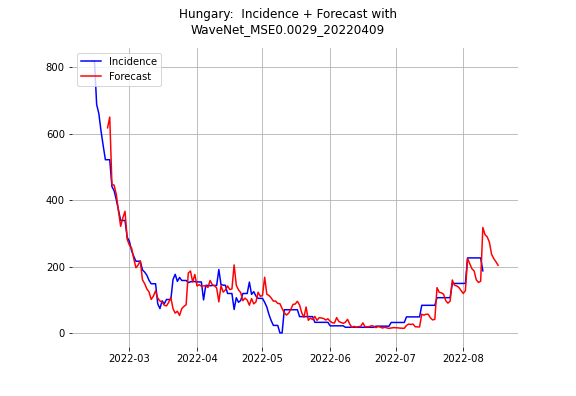 Hungary:  Incidence + Forecast with
WaveNet_MSE0.0029_20220409
Incidence
Forecast
800
600
400
200
0
2022-03 2022-04 2022-05 2022-06 2022-07 2022-08